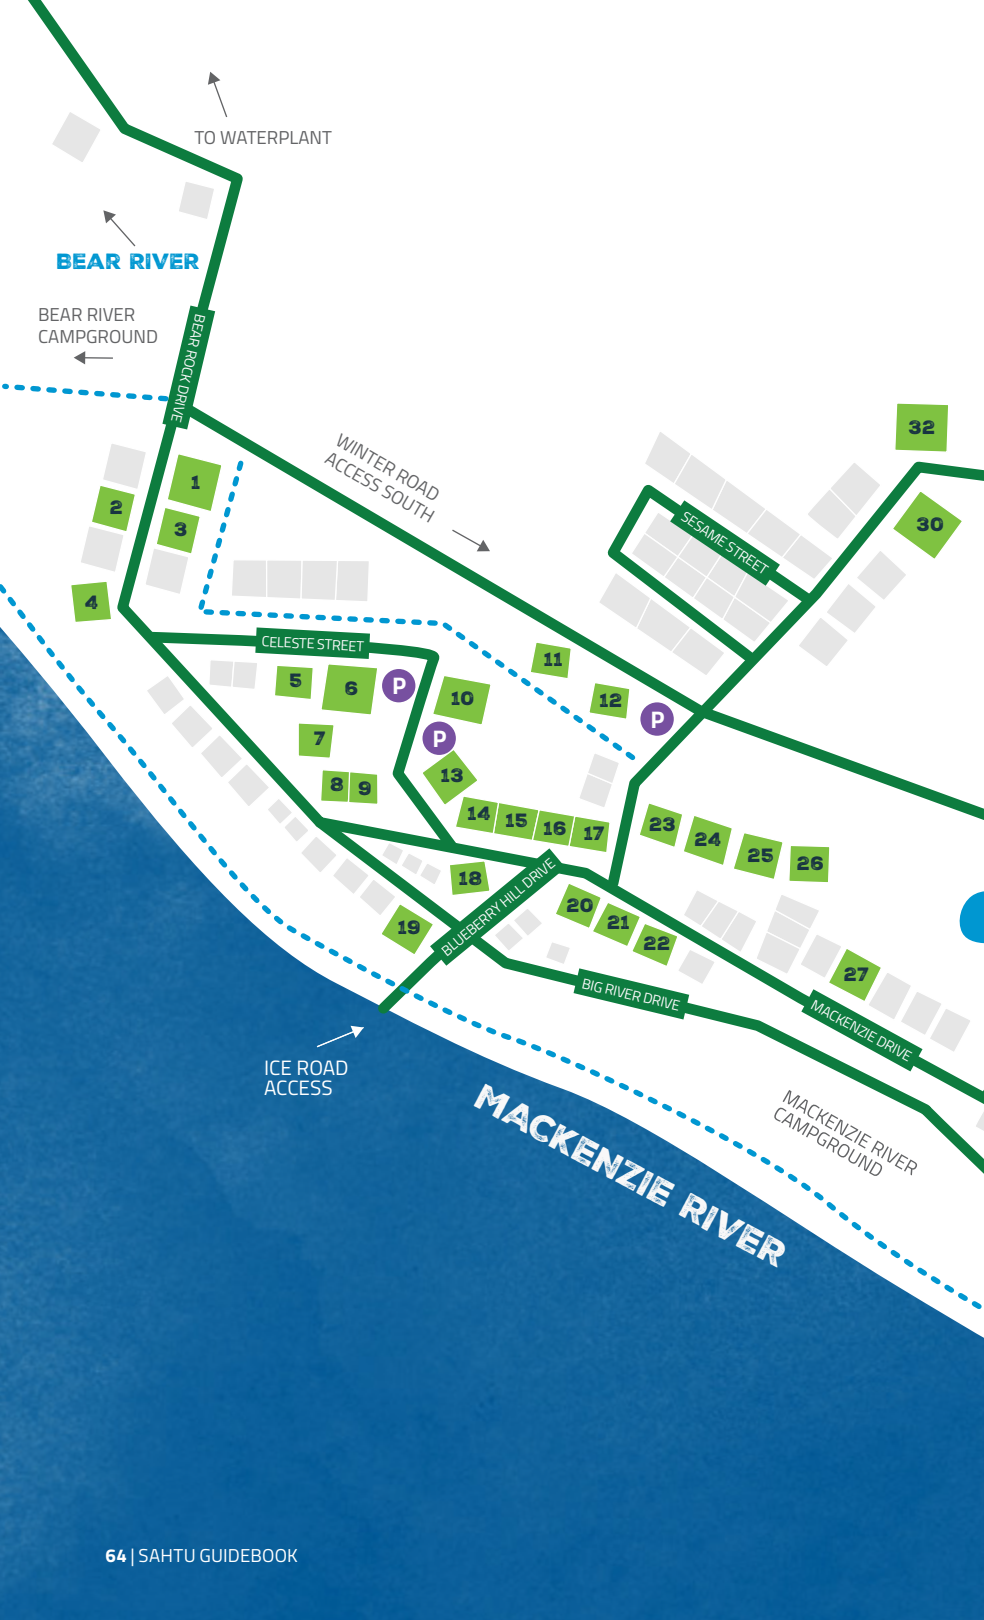 TO WATERPLANT
BEAR RIVER
BEAR RIVER
CAMPGROUND
BEAR ROCK DRIVE
WINTER ROAD
ACCESS SOUTH
32
30
SESAME STREET
1
2
3
4
CELESTE STREET
5
6
P
10
11
12
P
7
P
13
8
9
14
15
16
17
23
24
25
26
18
BLUEBERRY HILL DRIVE
19
20
21
22
27
BIG RIVER DRIVE
MACKENZIE DRIVE
ICE ROAD
ACCESS
MACKENZIE RIVER
CAMPGROUND
MACKENZIE RIVER
64 | SAHTU GUIDEBOOK